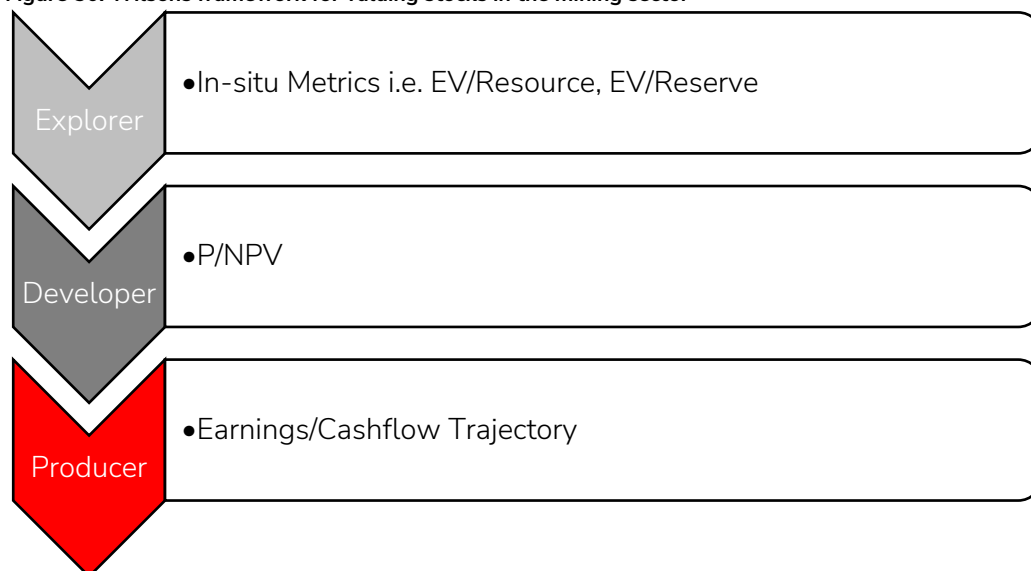 Figure framework for valuing stocks in the mining sector
Explorer
•In-situ Metrics i.e. EV/Resource, EV/Reserve
Developer
•P/NPV
Producer
•Earnings/Cashflow Trajectory